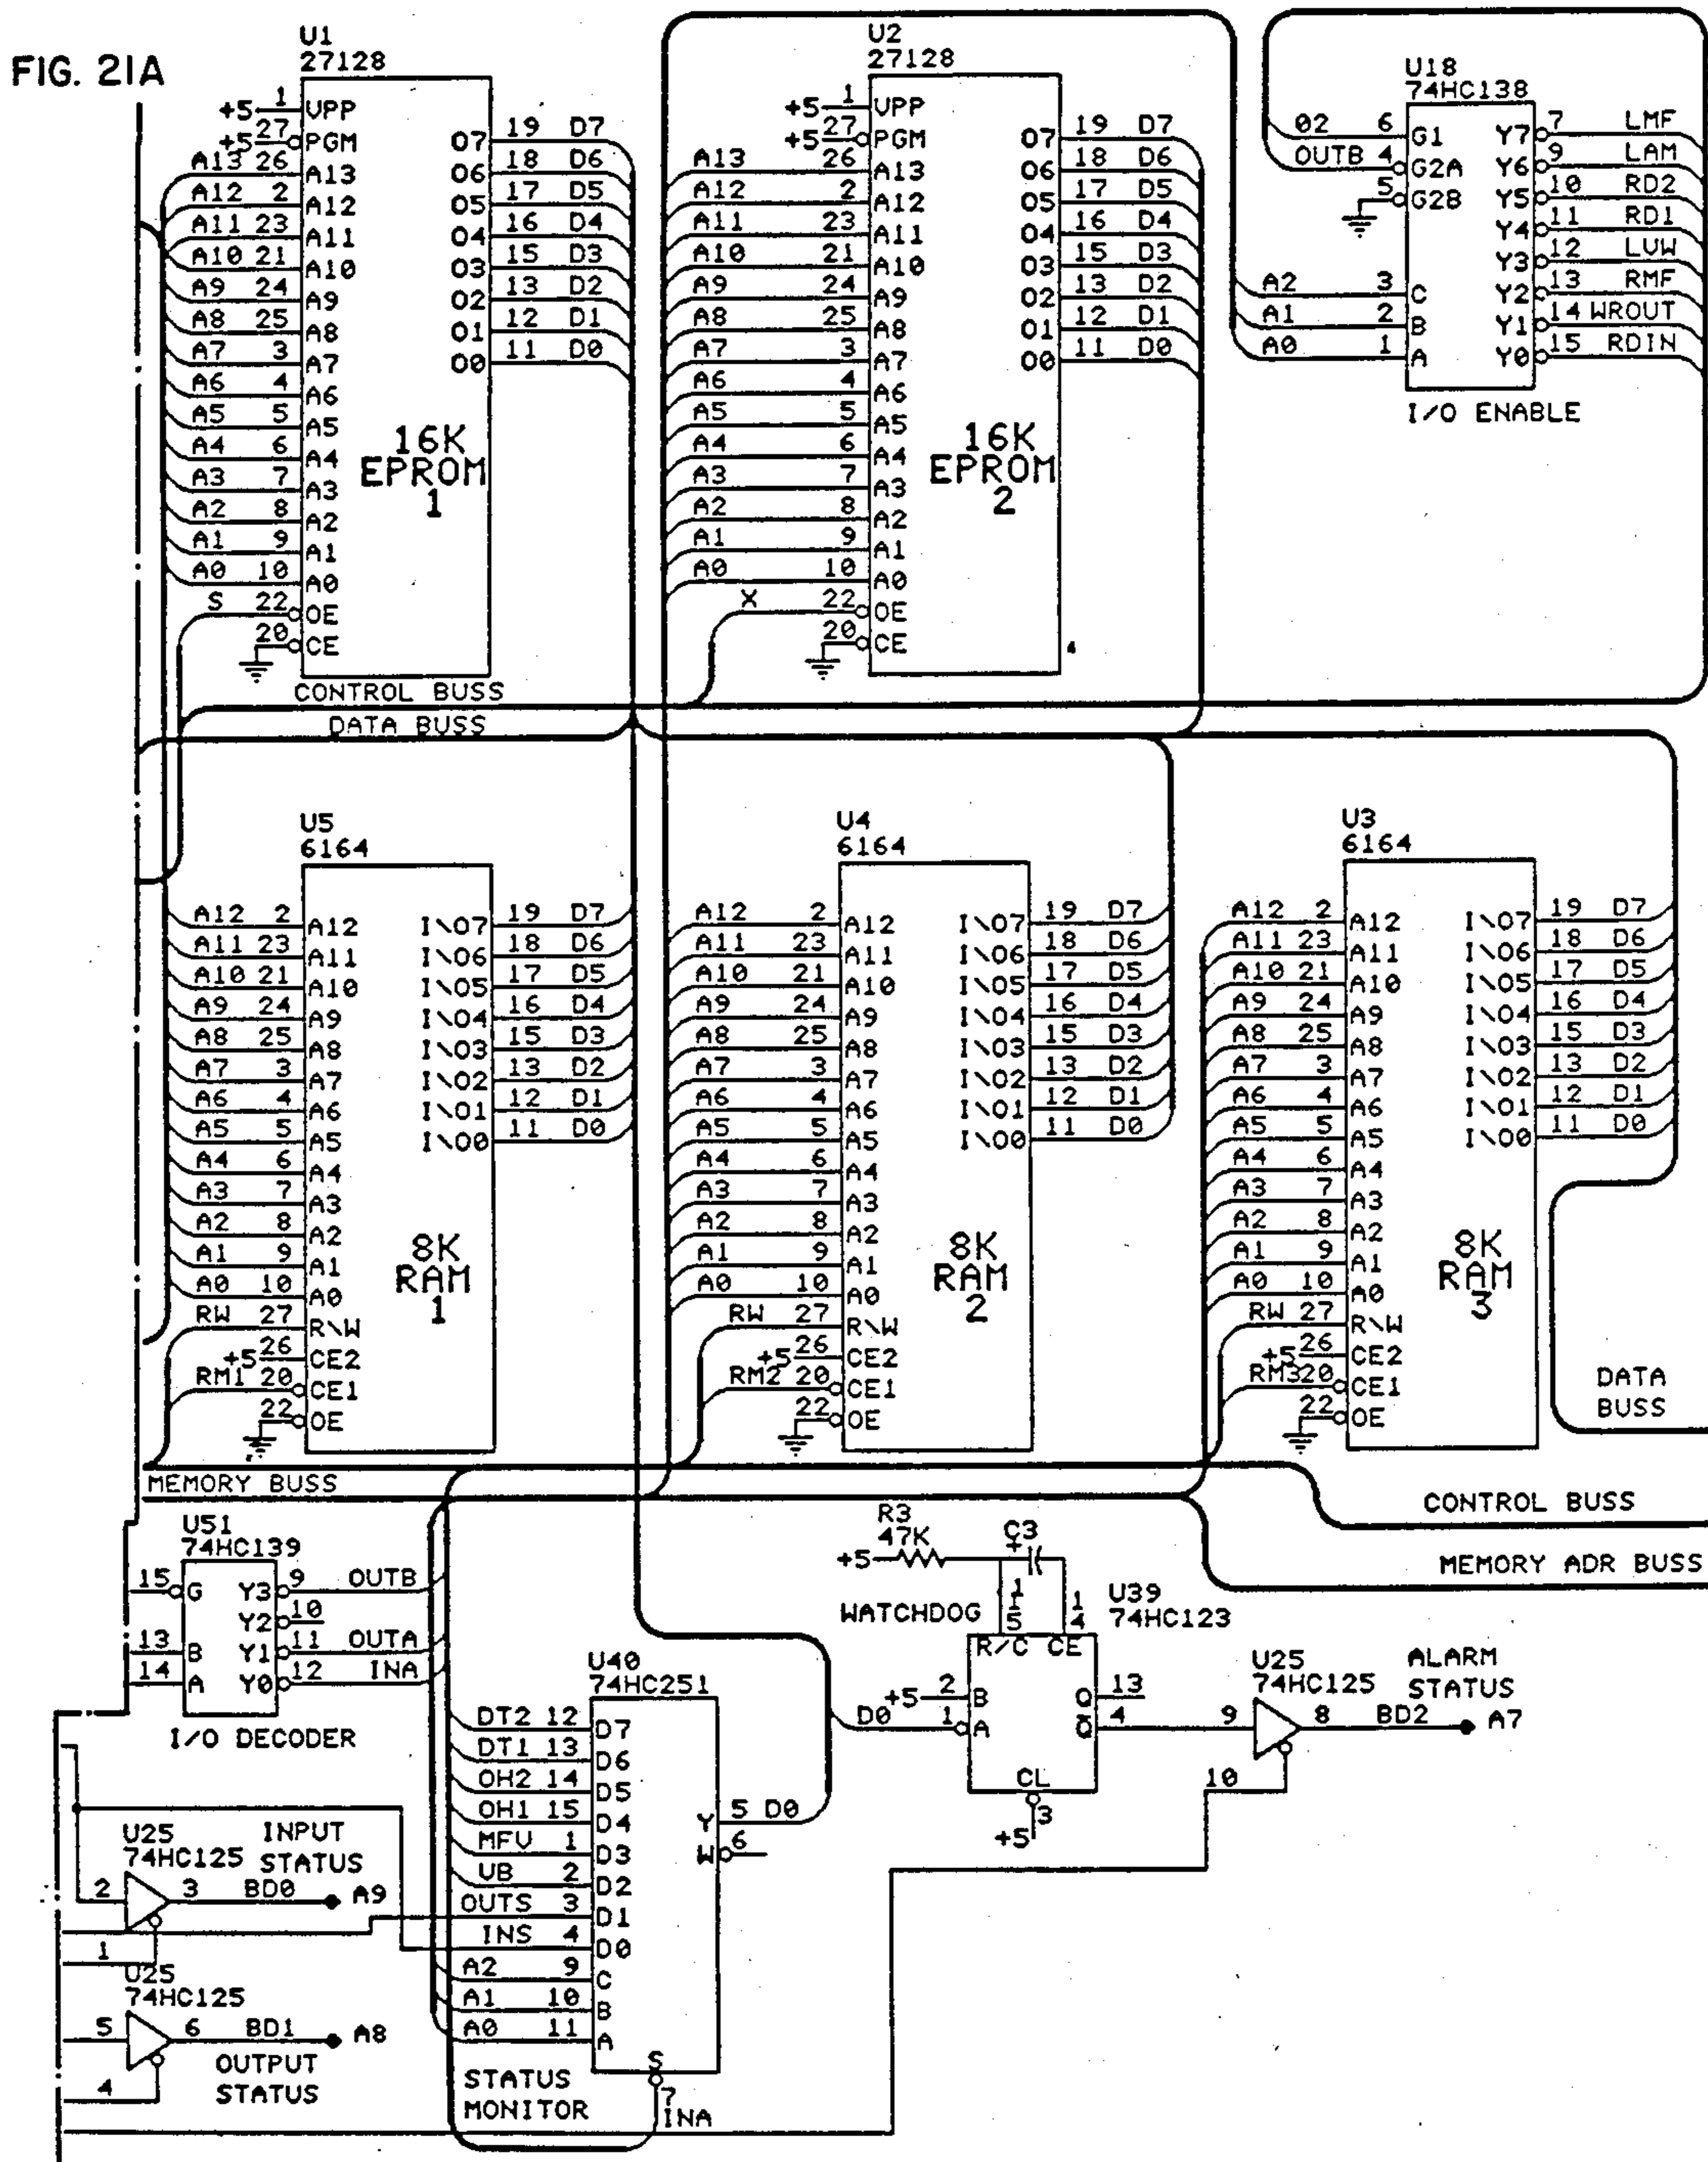 FIG. 21A
U1
27128
+5 1 VPP
+5 27 PGM
A13 26 A13
A12 2 A12
A11 23 A11
A10 21 A10
A9 24 A9
A8 25 A8
A7 3 A7
A6 4 A6
A5 5 A5
A4 6 A4
A3 7 A3
A2 8 A2
A1 9 A1
A0 10 A0
S 22 OE
20 CE
O7 19 D7
O6 18 D6
O5 17 D5
O4 16 D4
O3 15 D3
O2 13 D2
O1 12 D1
O0 11 D0
16K
EPROM
1
U2
27128
+5 1 VPP
+5 27 PGM
A13 26 A13
A12 2 A12
A11 23 A11
A10 21 A10
A9 24 A9
A8 25 A8
A7 3 A7
A6 4 A6
A5 5 A5
A4 6 A4
A3 7 A3
A2 8 A2
A1 9 A1
A0 10 A0
X 22 OE
20 CE
O7 19 D7
O6 18 D6
O5 17 D5
O4 16 D4
O3 15 D3
O2 13 D2
O1 12 D1
O0 11 D0
16K
EPROM
2
U18
74HC138
02 6 G1
OUTB 4 G2A
5 G2B
A2 3 C
A1 2 B
A0 1 A
Y7 7 LMF
Y6 9 LAM
Y5 10 RD2
Y4 11 RD1
Y3 12 LVW
Y2 13 RMF
Y1 14 WROUT
Y0 15 RDIN
I/O ENABLE
CONTROL BUSS
DATA BUSS
U5
6164
A12 2 A12
A11 23 A11
A10 21 A10
A9 24 A9
A8 25 A8
A7 3 A7
A6 4 A6
A5 5 A5
A4 6 A4
A3 7 A3
A2 8 A2
A1 9 A1
A0 10 A0
RW 27 R\W
+5 26 CE2
RM1 20 CE1
22 OE
I\O7 19 D7
I\O6 18 D6
I\O5 17 D5
I\O4 16 D4
I\O3 15 D3
I\O2 13 D2
I\O1 12 D1
I\O0 11 D0
8K
RAM
1
U4
6164
A12 2 A12
A11 23 A11
A10 21 A10
A9 24 A9
A8 25 A8
A7 3 A7
A6 4 A6
A5 5 A5
A4 6 A4
A3 7 A3
A2 8 A2
A1 9 A1
A0 10 A0
RW 27 R\W
+5 26 CE2
RM2 20 CE1
22 OE
I\O7 19 D7
I\O6 18 D6
I\O5 17 D5
I\O4 16 D4
I\O3 15 D3
I\O2 13 D2
I\O1 12 D1
I\O0 11 D0
8K
RAM
2
U3
6164
A12 2 A12
A11 23 A11
A10 21 A10
A9 24 A9
A8 25 A8
A7 3 A7
A6 4 A6
A5 5 A5
A4 6 A4
A3 7 A3
A2 8 A2
A1 9 A1
A0 10 A0
RW 27 R\W
+5 26 CE2
RM3 20 CE1
22 OE
I\O7 19 D7
I\O6 18 D6
I\O5 17 D5
I\O4 16 D4
I\O3 15 D3
I\O2 13 D2
I\O1 12 D1
I\O0 11 D0
8K
RAM
3
DATA
BUSS
MEMORY BUSS
CONTROL BUSS
MEMORY ADR BUSS
U51
74HC139
15 G
13 B
14 A
Y3 9 OUTB
Y2 10
Y1 11 OUTA
Y0 12 INA
I/O DECODER
U40
74HC251
DT2 12 D7
DT1 13 D6
OH2 14 D5
OH1 15 D4
MFV 1 D3
VB 2 D2
OUTS 3 D1
INS 4 D0
A2 9 C
A1 10 B
A0 11 A
Y 5 D0
W 6
S
7
INA
STATUS
MONITOR
R3
47K
+5
C3
+
WATCHDOG
U39
74HC123
15
14
R/C CE
+5 2 B
D0 1 A
Q 13
Q̅ 4
CL
3
+5
U25
74HC125
9 8 BD2 A7
10
ALARM
STATUS
U25
74HC125
INPUT
STATUS
2 3 BD0 A9
1
U25
74HC125
5 6 BD1 A8
4
OUTPUT
STATUS